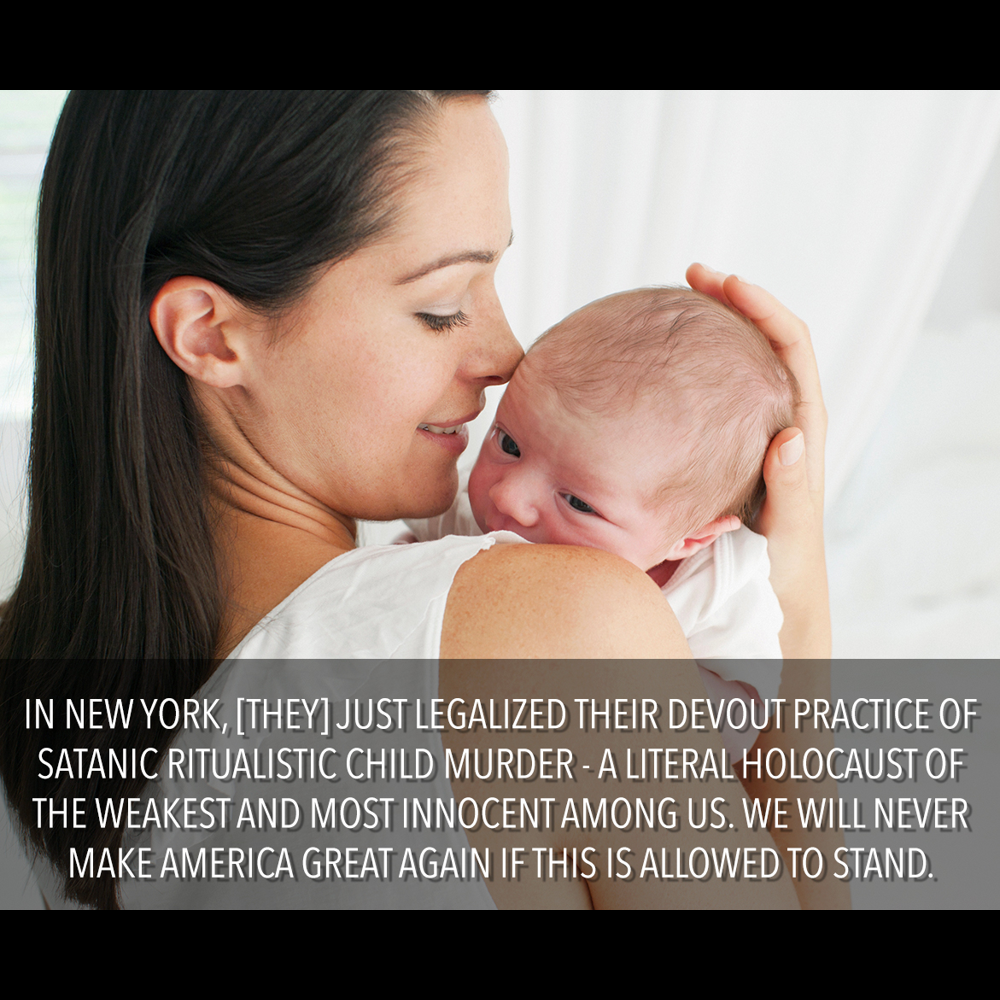 IN NEW YORK, [THEY] JUST LEGALIZED THEIR DEVOUT PRACTICE OF
SATANIC RITUALISTIC CHILD MURDER - A LITERAL HOLOCAUST OF
THE WEAKEST AND MOST INNOCENT AMONG US. WE WILL NEVER
MAKE AMERICA GREAT AGAIN IF THIS IS ALLOWED TO STAND.